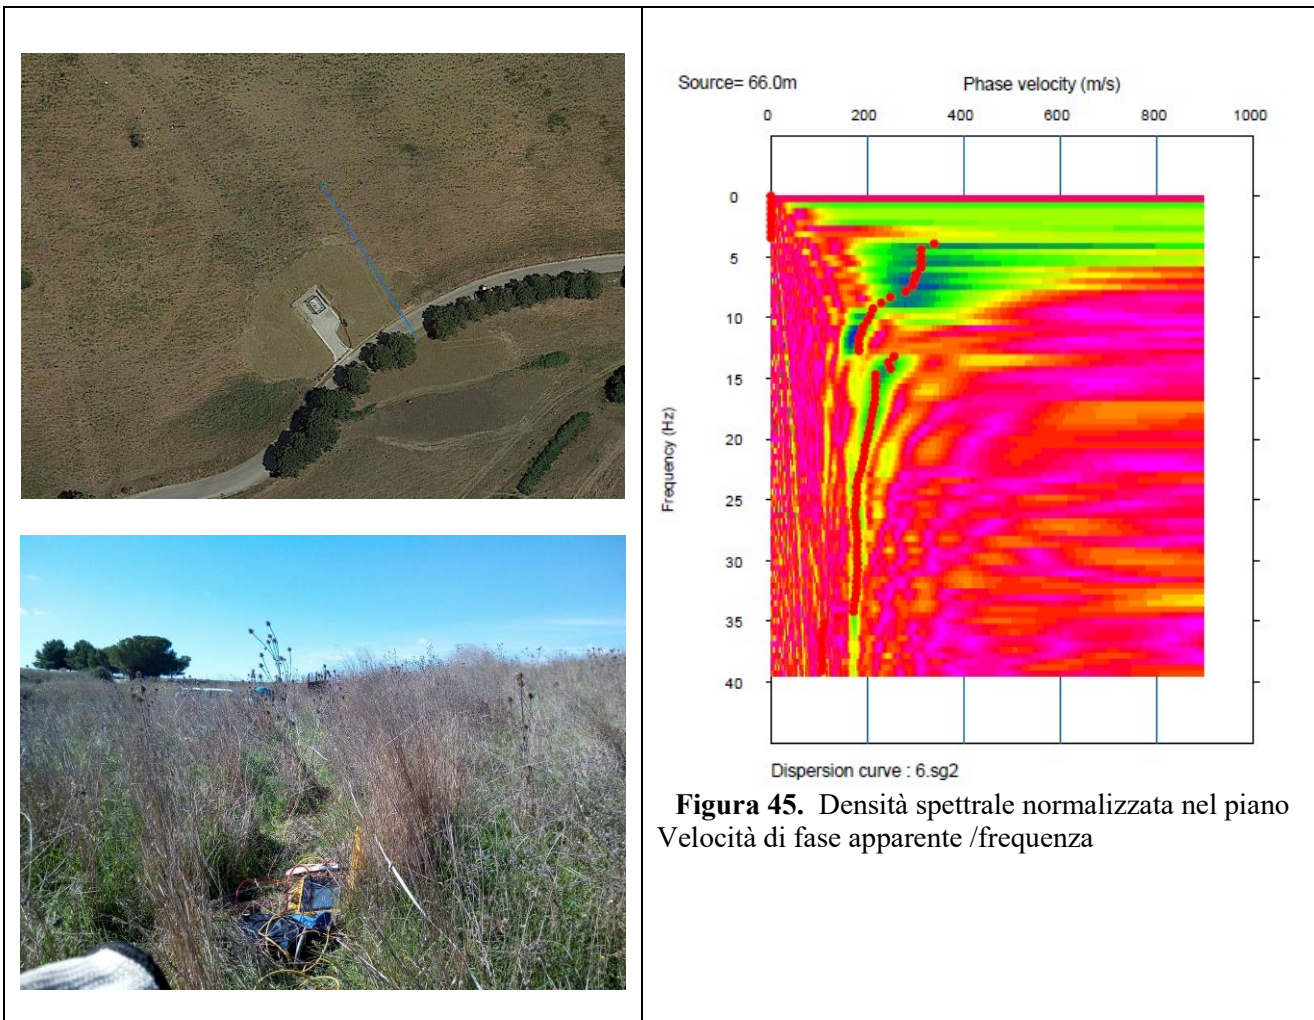 Source= 66.0m Phase velocity (m/s)
0 200 400 600 800 1000
0
5
10
15
20
25
30
35
40
Frequency (Hz)
Dispersion curve : 6.sg2
Figura 45. Densità spettrale normalizzata nel piano
Velocità di fase apparente /frequenza